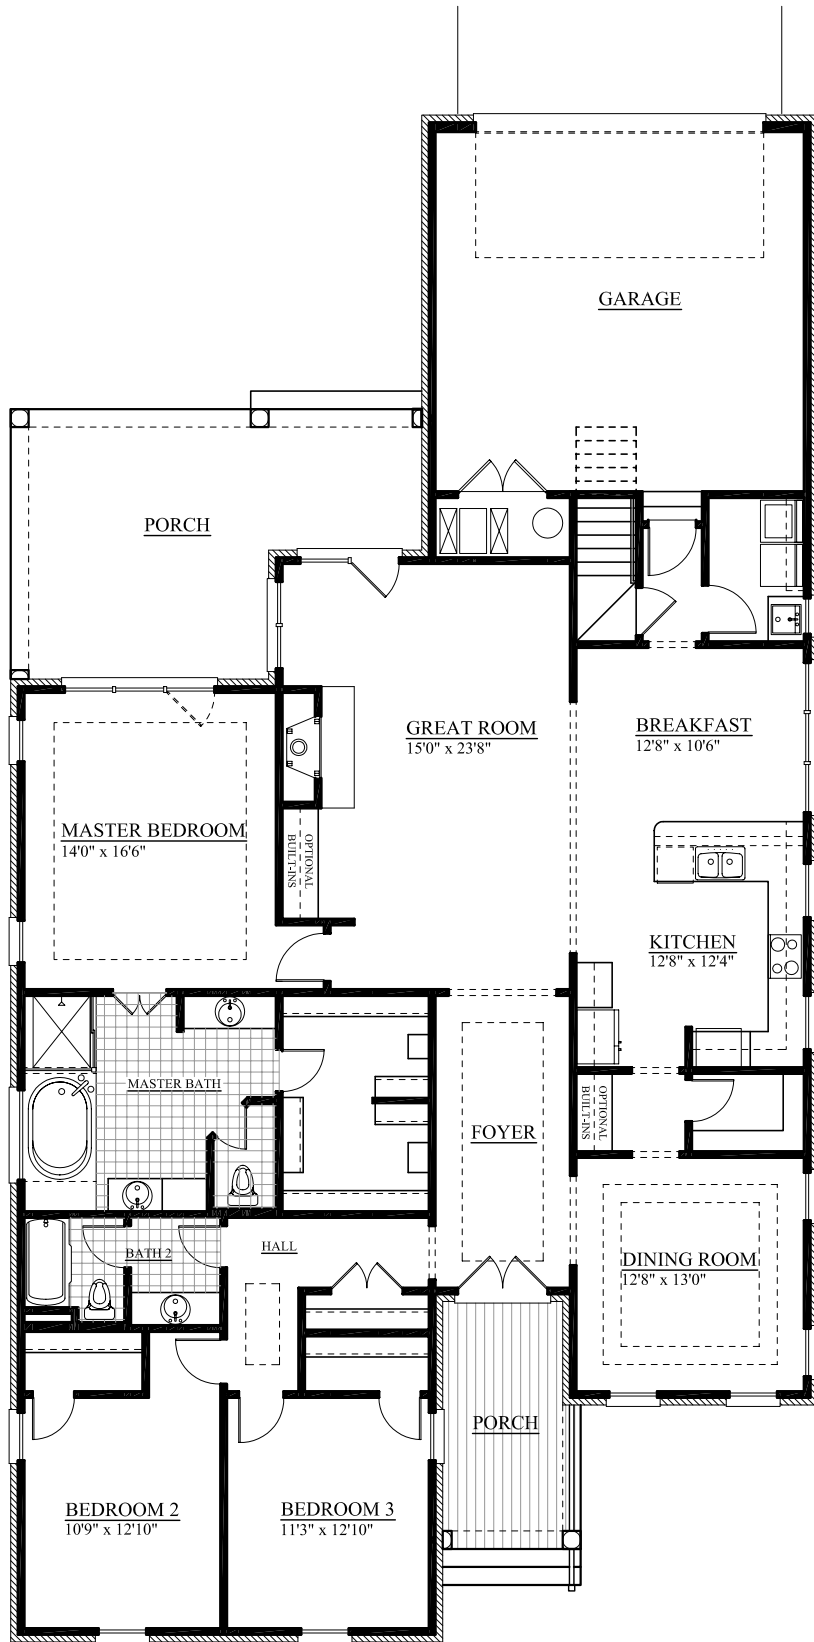 GARAGE
PORCH
GREAT ROOM
15'0" x 23'8"
BREAKFAST
12'8" x 10'6"
MASTER BEDROOM
14'0" x 16'6"
OPTIONAL
BUILT-INS
KITCHEN
12'8" x 12'4"
MASTER BATH
OPTIONAL
BUILT-INS
FOYER
HALL
BATH 2
DINING ROOM
12'8" x 13'0"
PORCH
BEDROOM 2
10'9" x 12'10"
BEDROOM 3
11'3" x 12'10"